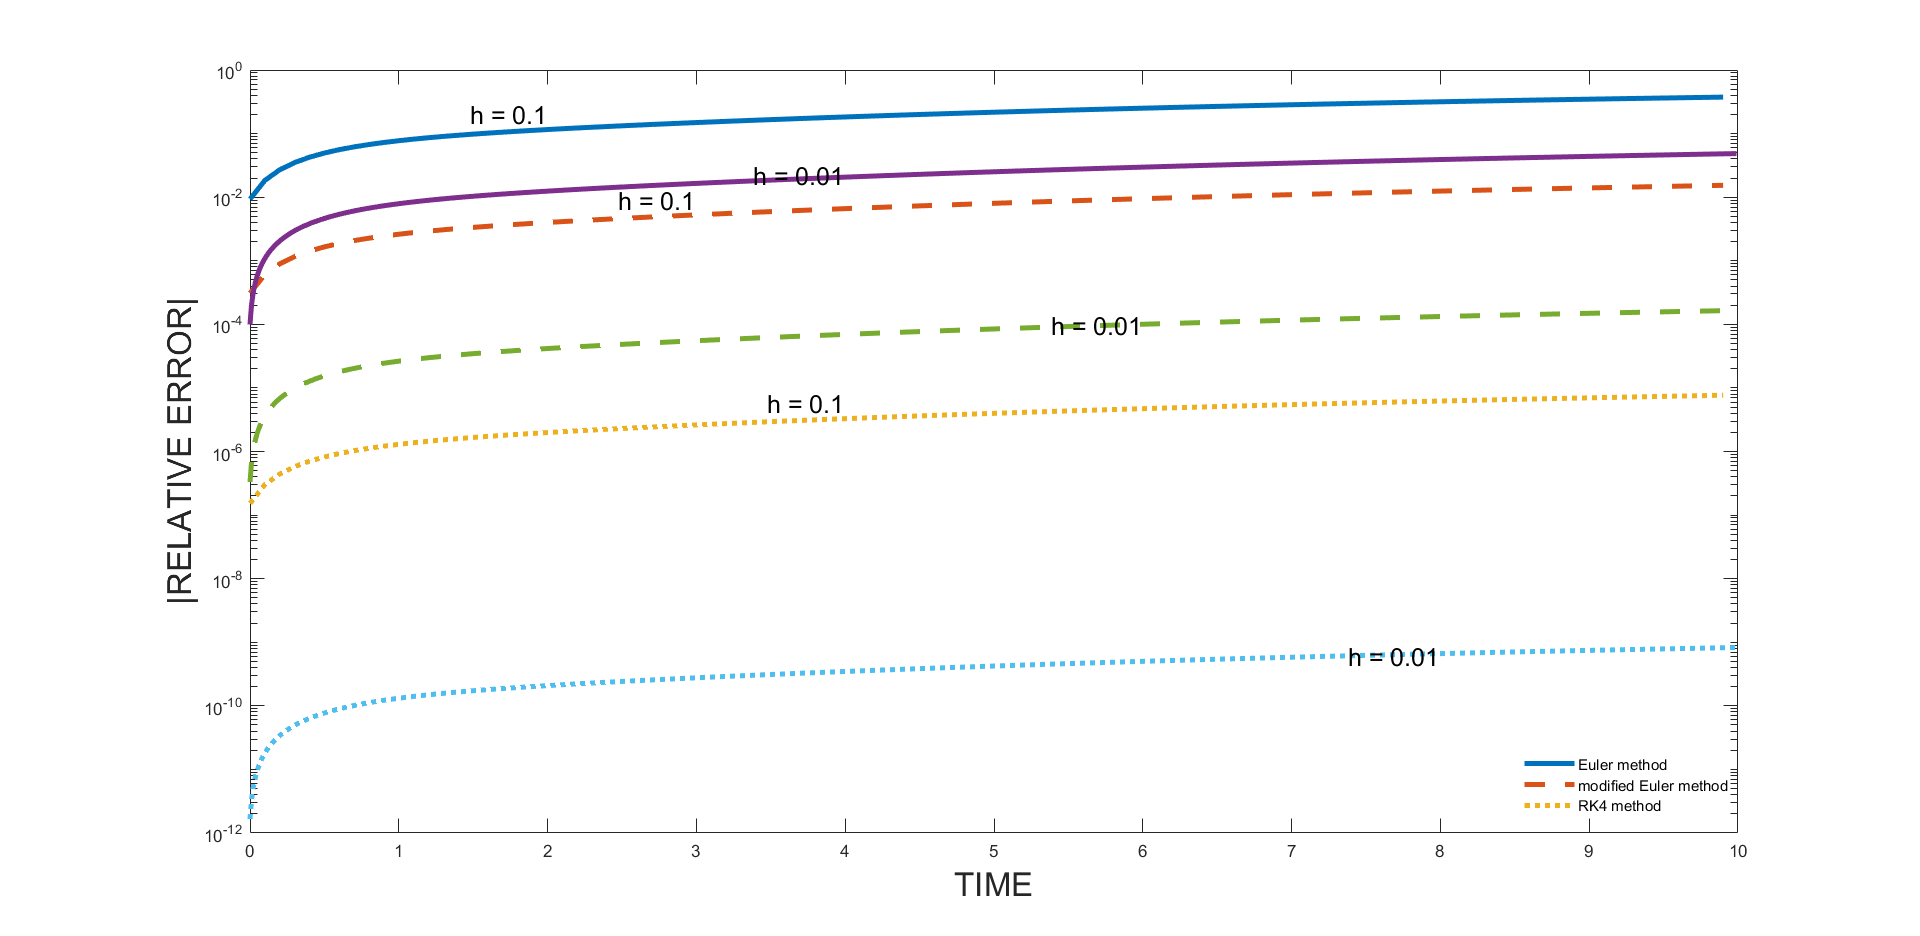 10^0
h = 0.1
h = 0.01
10^-2
h = 0.1
10^-4
h = 0.01
h = 0.1
10^-6
|RELATIVE ERROR|
10^-8
h = 0.01
10^-10
Euler method
modified Euler method
RK4 method
10^-12
0 1 2 3 4 5 6 7 8 9 10
TIME